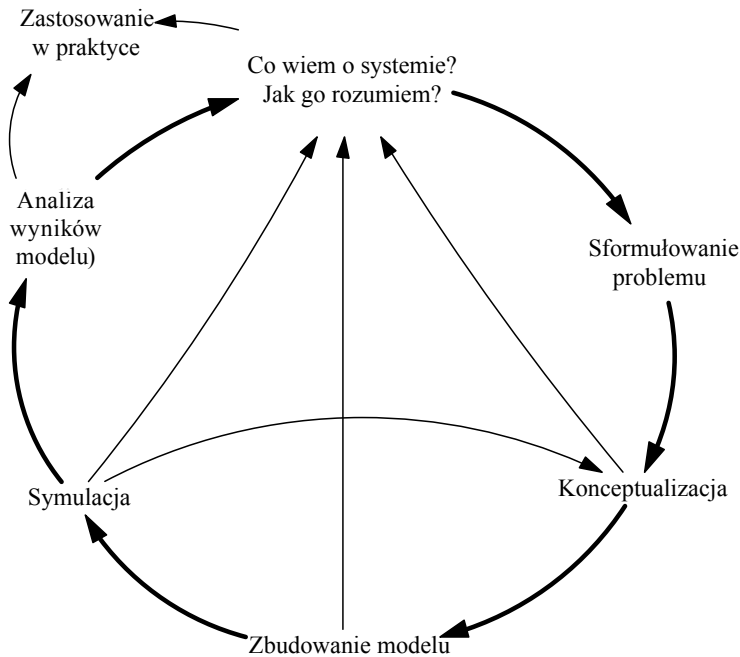 Zastosowanie
w praktyce
Co wiem o systemie?
Jak go rozumiem?
Analiza
wyników
modelu)
Sformułowanie
problemu
Symulacja
Konceptualizacja
Zbudowanie modelu